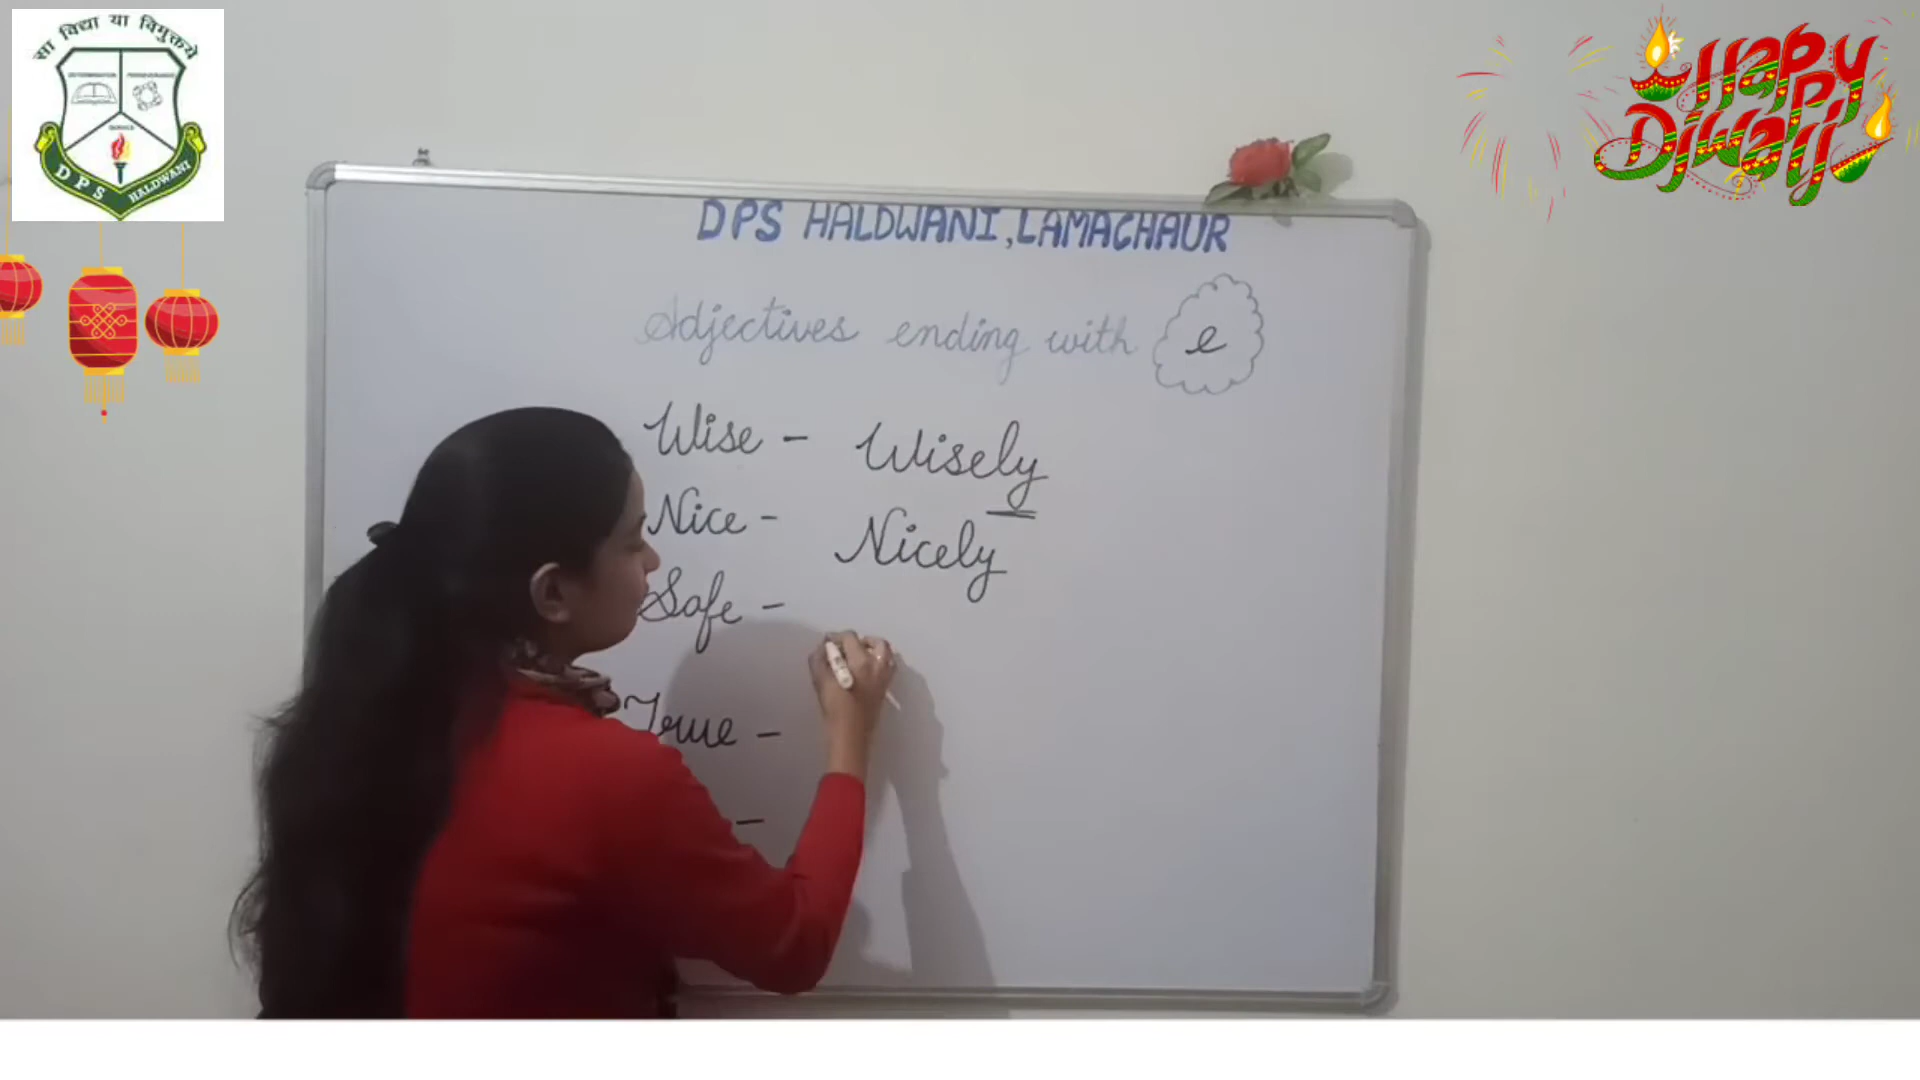 सा विद्या या विमुक्तये
DPS HALDWANI
Happy
Diwali
DPS HALDWANI, LAMACHAUR
Adjectives ending with e
Wise - Wisely
Nice - Nicely
Safe -
True -
-